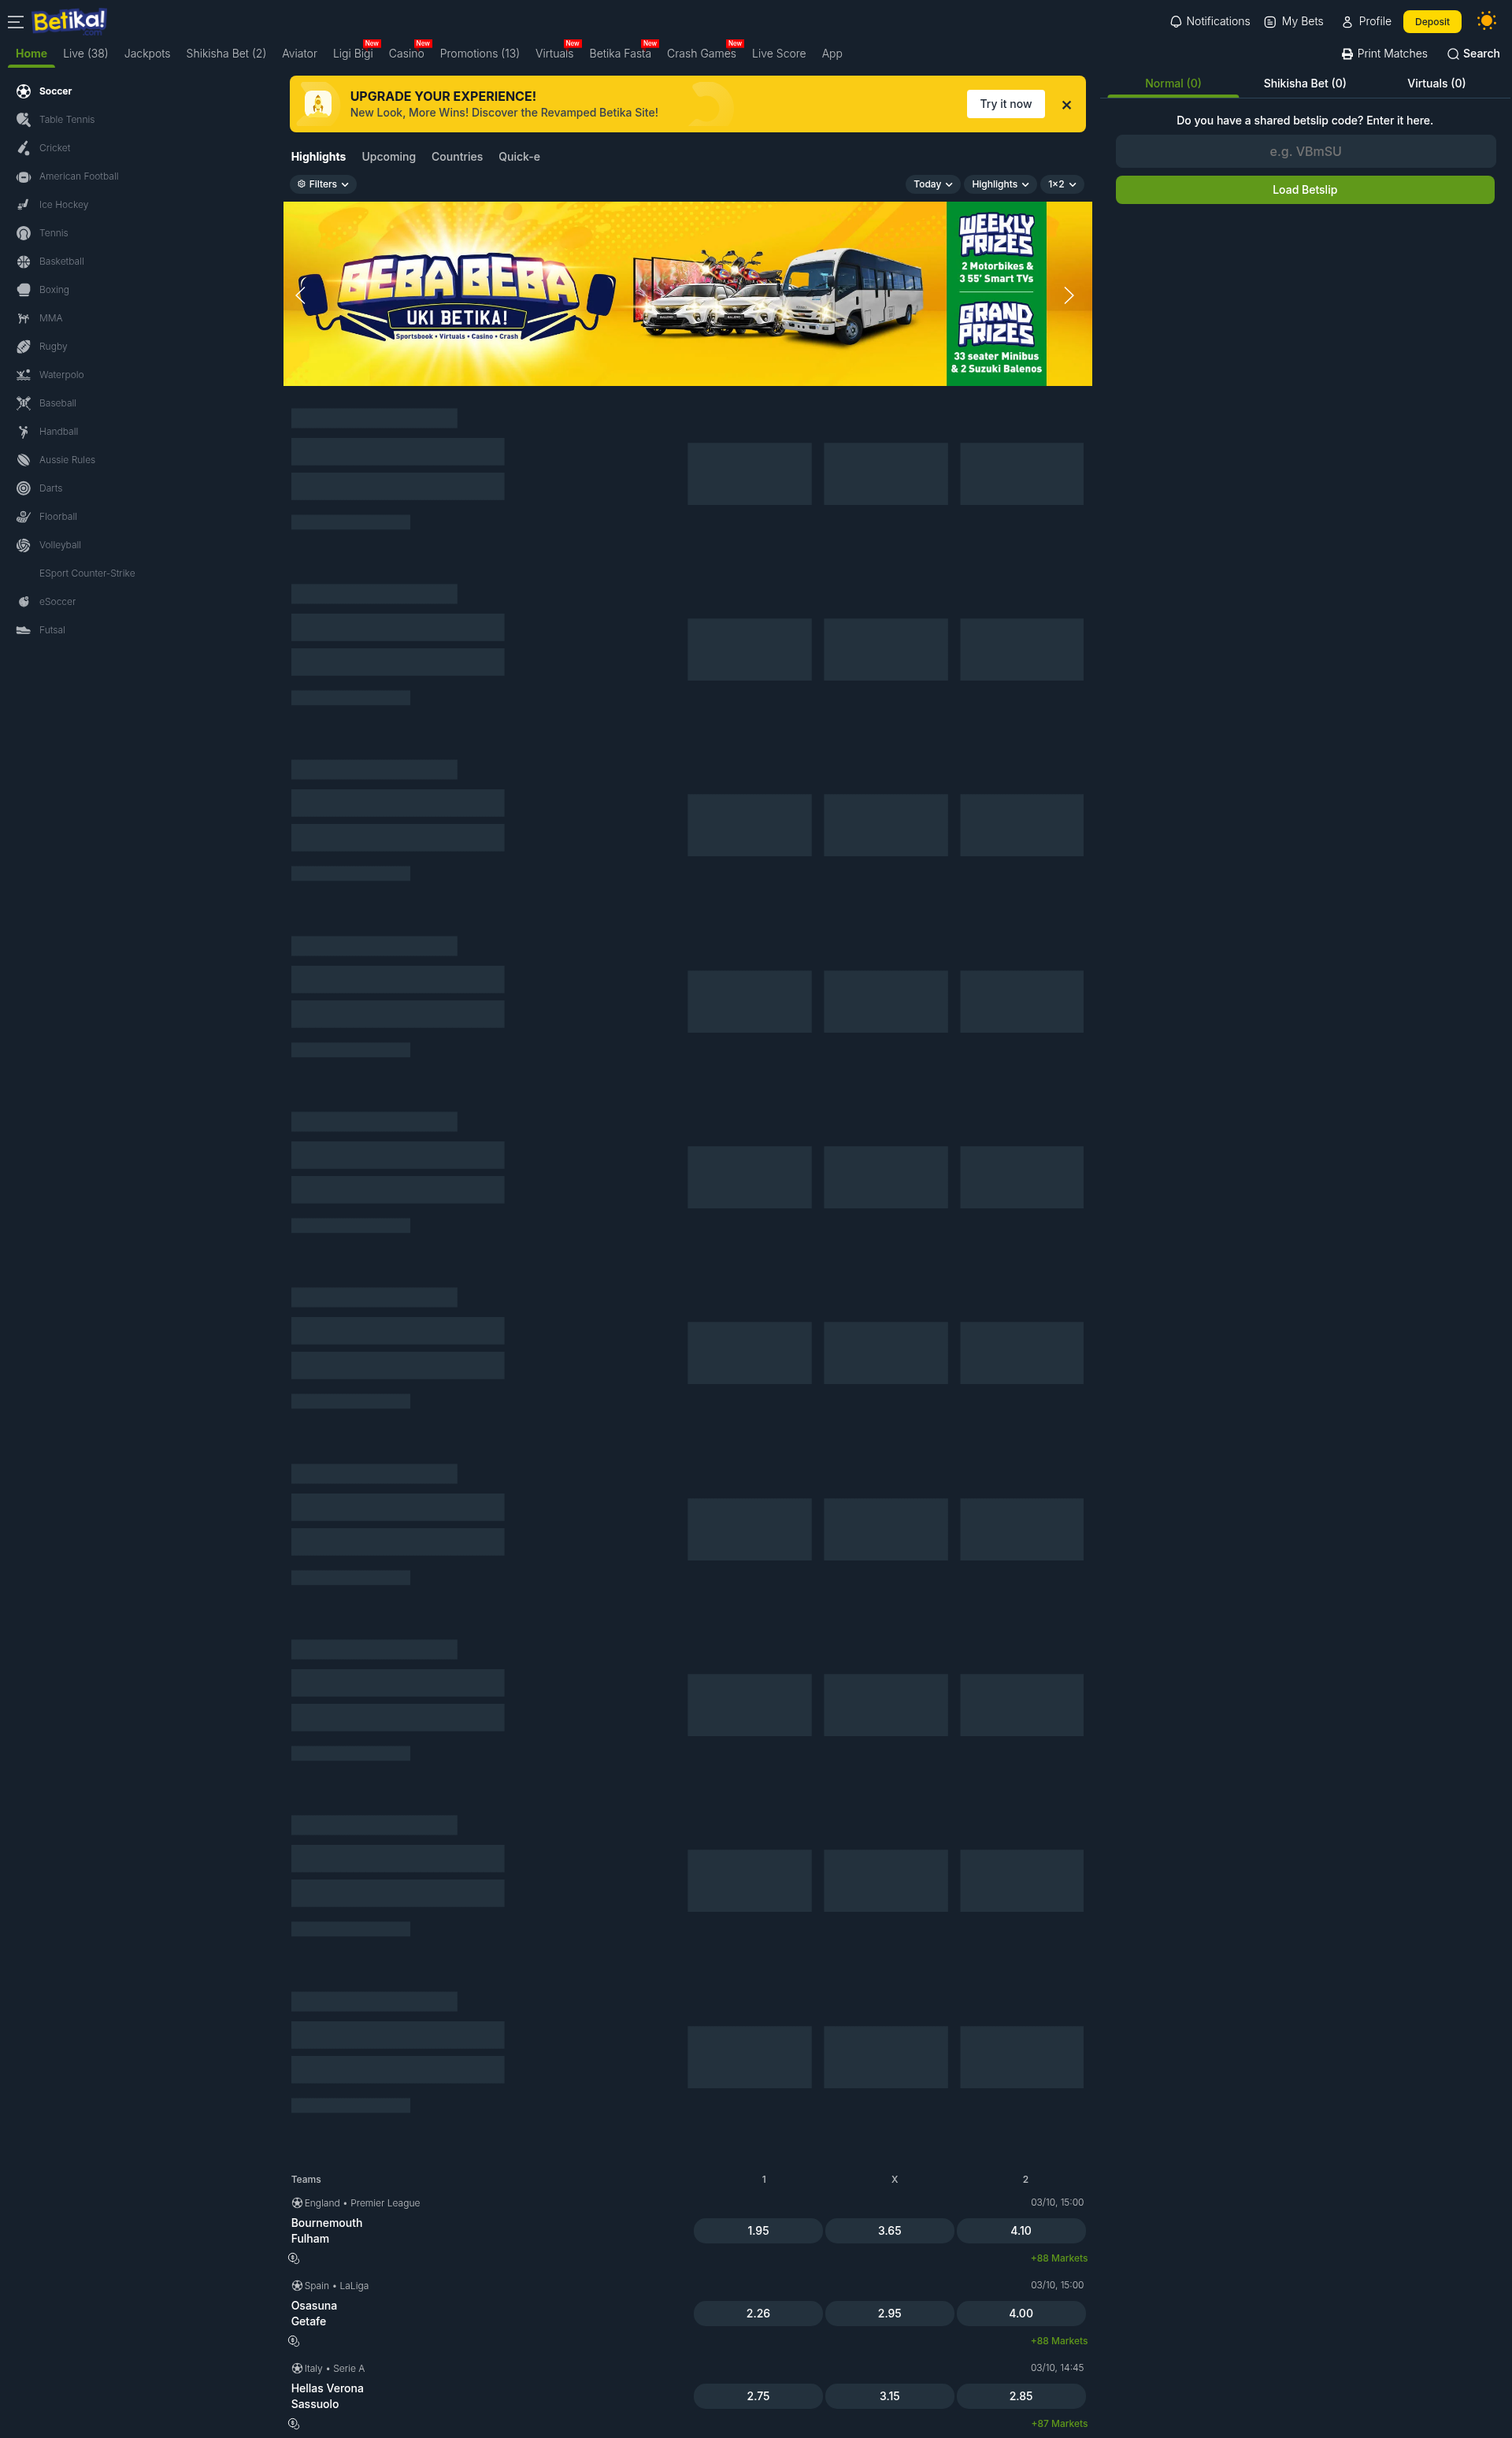 Betika!
.com
Notifications
My Bets
Profile
Deposit
Home
Live (38)
Jackpots
Shikisha Bet (2)
Aviator
Ligi Bigi
New
Casino
New
Promotions (13)
Virtuals
New
Betika Fasta
New
Crash Games
New
Live Score
App
Print Matches
Search
Soccer
Table Tennis
Cricket
American Football
Ice Hockey
Tennis
Basketball
Boxing
MMA
Rugby
Waterpolo
Baseball
Handball
Aussie Rules
Darts
Floorball
Volleyball
ESport Counter-Strike
eSoccer
Futsal
UPGRADE YOUR EXPERIENCE!
New Look, More Wins! Discover the Revamped Betika Site!
Try it now
×
Highlights
Upcoming
Countries
Quick-e
Filters
Today
Highlights
1x2
BEBA BEBA
UKI BETIKA!
Sportsbook • Virtuals • Casino • Crash
WEEKLY
PRIZES
2 Motorbikes &
3 55' Smart TVs
GRAND
PRIZES
33 seater Minibus
& 2 Suzuki Balenos
Normal (0)
Shikisha Bet (0)
Virtuals (0)
Do you have a shared betslip code? Enter it here.
e.g. VBmSU
Load Betslip
Teams 1 X 2
England • Premier League 03/10, 15:00
Bournemouth
Fulham
1.95 3.65 4.10
+88 Markets
Spain • LaLiga 03/10, 15:00
Osasuna
Getafe
2.26 2.95 4.00
+88 Markets
Italy • Serie A 03/10, 14:45
Hellas Verona
Sassuolo
2.75 3.15 2.85
+87 Markets